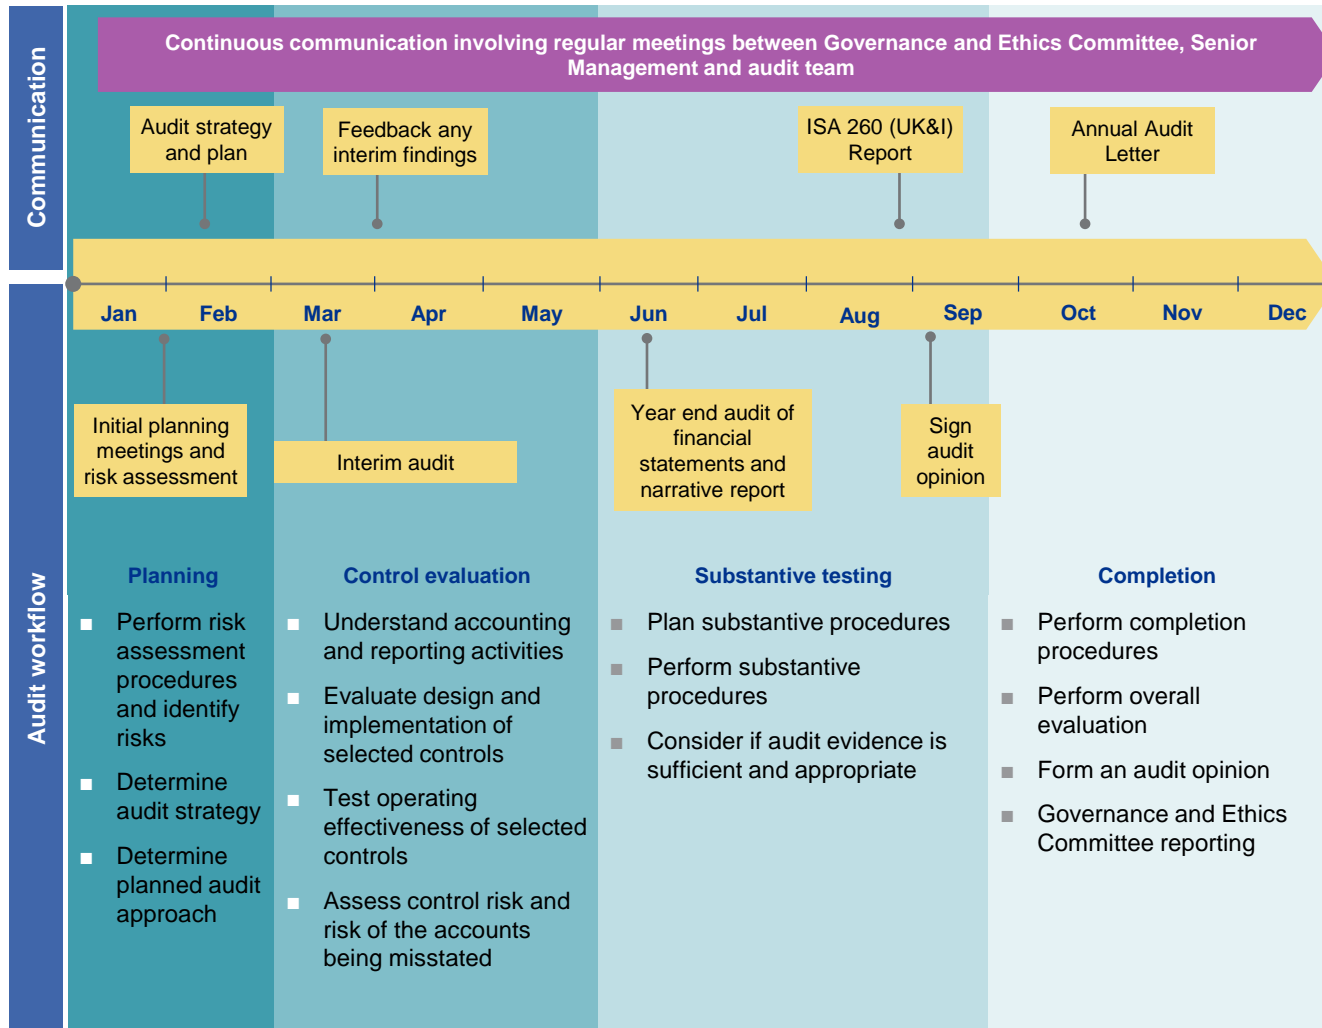 Communication
Continuous communication involving regular meetings between Governance and Ethics Committee, Senior
Management and audit team
Audit strategy
and plan
Feedback any
interim findings
ISA 260 (UK&I)
Report
Annual Audit
Letter
Jan Feb Mar Apr May Jun Jul Aug Sep Oct Nov Dec
Audit workflow
Initial planning
meetings and
risk assessment
Interim audit
Year end audit of
financial
statements and
narrative report
Sign
audit
opinion
Planning
■ Perform risk
assessment
procedures
and identify
risks
■ Determine
audit strategy
■ Determine
planned audit
approach
Control evaluation
■ Understand accounting
and reporting activities
■ Evaluate design and
implementation of
selected controls
■ Test operating
effectiveness of selected
controls
■ Assess control risk and
risk of the accounts
being misstated
Substantive testing
■ Plan substantive procedures
■ Perform substantive
procedures
■ Consider if audit evidence is
sufficient and appropriate
Completion
■ Perform completion
procedures
■ Perform overall
evaluation
■ Form an audit opinion
■ Governance and Ethics
Committee reporting